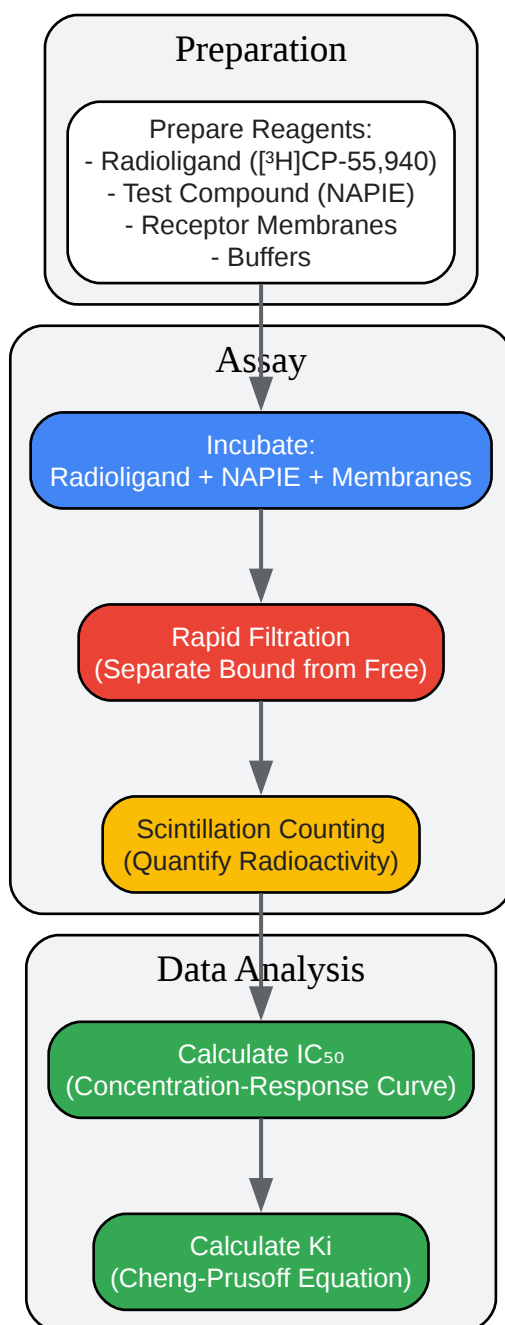 Preparation
Prepare Reagents:
- Radioligand ([³H]CP-55,940)
- Test Compound (NAPIE)
- Receptor Membranes
- Buffers
Assay
Incubate:
Radioligand + NAPIE + Membranes
Rapid Filtration
(Separate Bound from Free)
Scintillation Counting
(Quantify Radioactivity)
Data Analysis
Calculate IC₅₀
(Concentration-Response Curve)
Calculate Ki
(Cheng-Prusoff Equation)